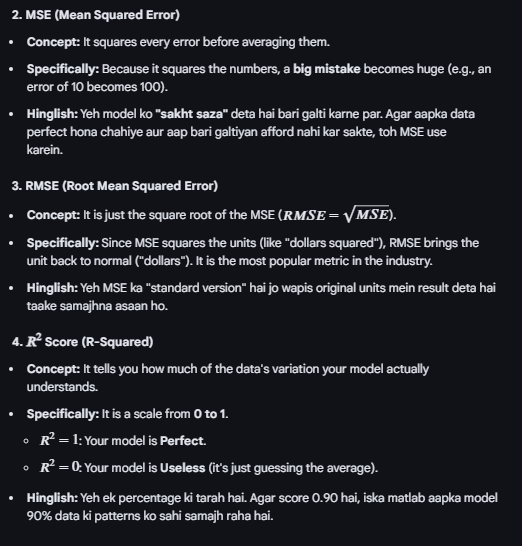 2. MSE (Mean Squared Error)
• Concept: It squares every error before averaging them.
• Specifically: Because it squares the numbers, a big mistake becomes huge (e.g., an
error of 10 becomes 100).
• Hinglish: Yeh model ko "sakht saza" deta hai bari galti karne par. Agar aapka data
perfect hona chahiye aur aap bari galtiyan afford nahi kar sakte, toh MSE use
karein.
3. RMSE (Root Mean Squared Error)
• Concept: It is just the square root of the MSE (RMSE = √MSE).
• Specifically: Since MSE squares the units (like "dollars squared"), RMSE brings the
unit back to normal ("dollars"). It is the most popular metric in the industry.
• Hinglish: Yeh MSE ka "standard version" hai jo wapis original units mein result deta hai
taake samajhna asaan ho.
4. R² Score (R-Squared)
• Concept: It tells you how much of the data's variation your model actually
understands.
• Specifically: It is a scale from 0 to 1.
◦ R² = 1: Your model is Perfect.
◦ R² = 0: Your model is Useless (it's just guessing the average).
• Hinglish: Yeh ek percentage ki tarah hai. Agar score 0.90 hai, iska matlab aapka model
90% data ki patterns ko sahi samajh raha hai.